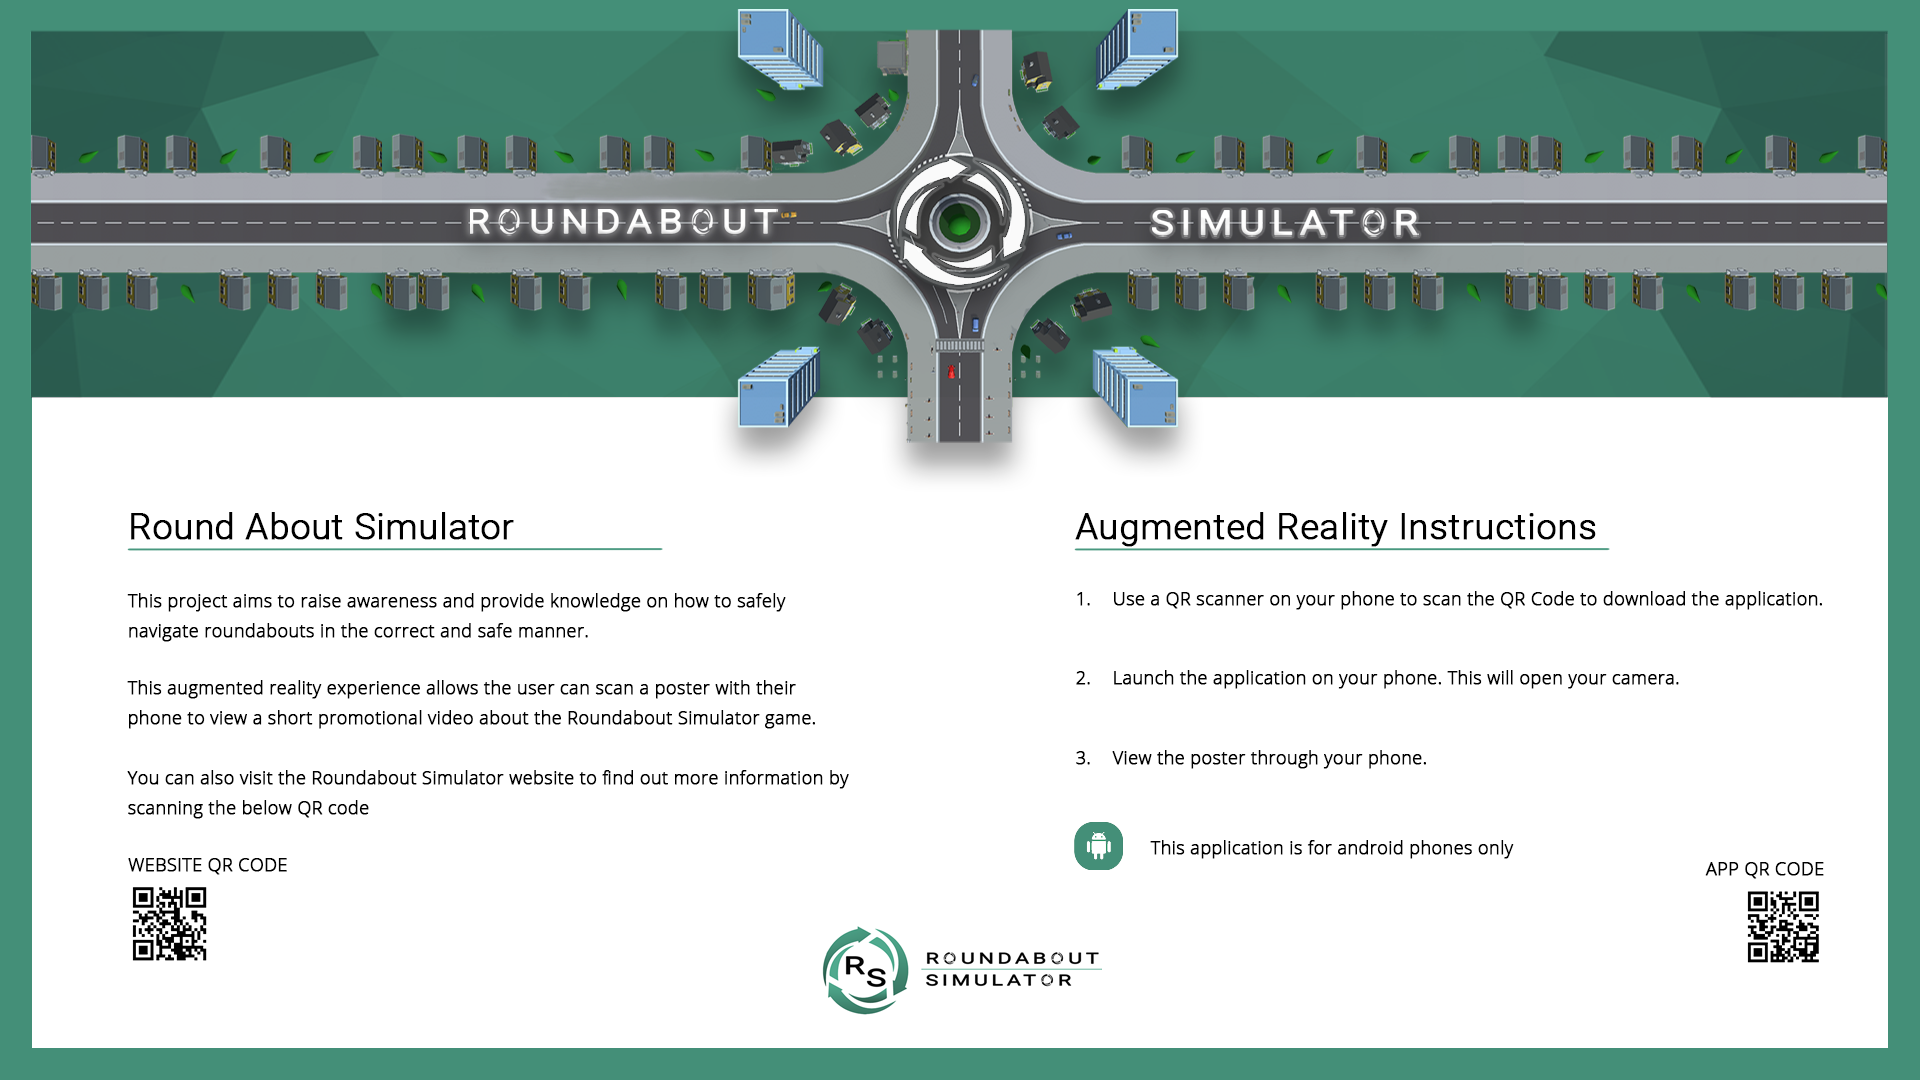 ROUNDABOUT SIMULATOR
Round About Simulator
This project aims to raise awareness and provide knowledge on how to safely
navigate roundabouts in the correct and safe manner.
This augmented reality experience allows the user can scan a poster with their
phone to view a short promotional video about the Roundabout Simulator game.
You can also visit the Roundabout Simulator website to find out more information by
scanning the below QR code
WEBSITE QR CODE
Augmented Reality Instructions
1. Use a QR scanner on your phone to scan the QR Code to download the application.
2. Launch the application on your phone. This will open your camera.
3. View the poster through your phone.
This application is for android phones only
APP QR CODE
RS
ROUNDABOUT
SIMULATOR